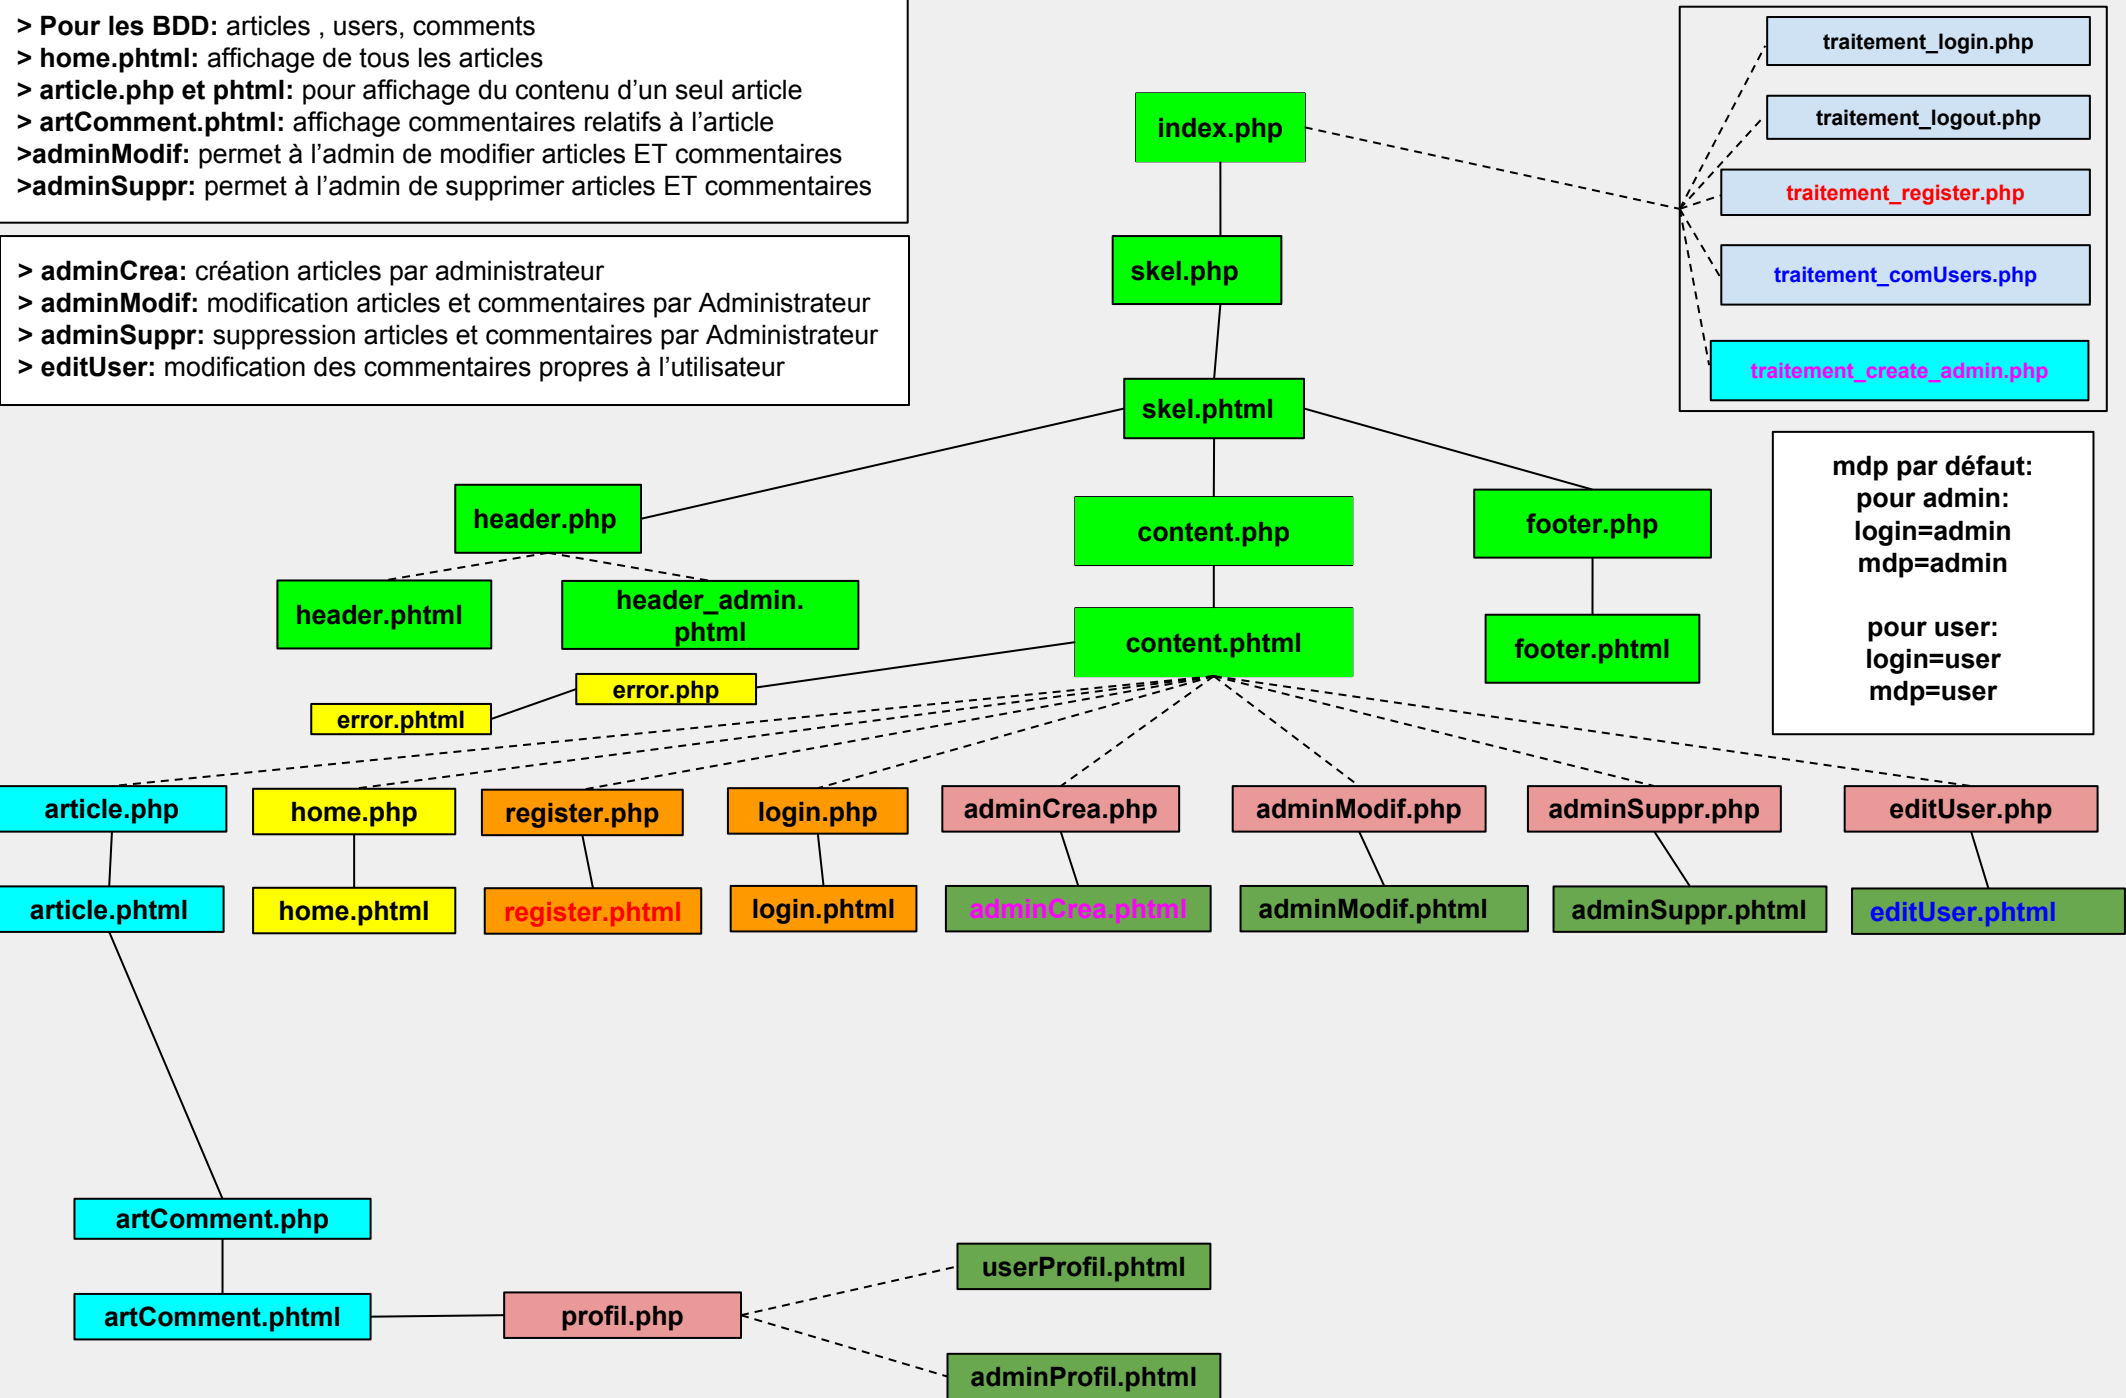 > Pour les BDD: articles , users, comments
> home.phtml: affichage de tous les articles
> article.php et phtml: pour affichage du contenu d’un seul article
> artComment.phtml: affichage commentaires relatifs à l’article
>adminModif: permet à l’admin de modifier articles ET commentaires
>adminSuppr: permet à l’admin de supprimer articles ET commentaires
> adminCrea: création articles par administrateur
> adminModif: modification articles et commentaires par Administrateur
> adminSuppr: suppression articles et commentaires par Administrateur
> editUser: modification des commentaires propres à l’utilisateur
index.php
skel.php
skel.phtml
traitement_login.php
traitement_logout.php
traitement_register.php
traitement_comUsers.php
traitement_create_admin.php
mdp par défaut:
pour admin:
login=admin
mdp=admin
pour user:
login=user
mdp=user
header.php
content.php
footer.php
header.phtml
header_admin.
phtml
content.phtml
footer.phtml
error.php
error.phtml
article.php
home.php
register.php
login.php
adminCrea.php
adminModif.php
adminSuppr.php
editUser.php
article.phtml
home.phtml
register.phtml
login.phtml
adminCrea.phtml
adminModif.phtml
adminSuppr.phtml
editUser.phtml
artComment.php
artComment.phtml
profil.php
userProfil.phtml
adminProfil.phtml